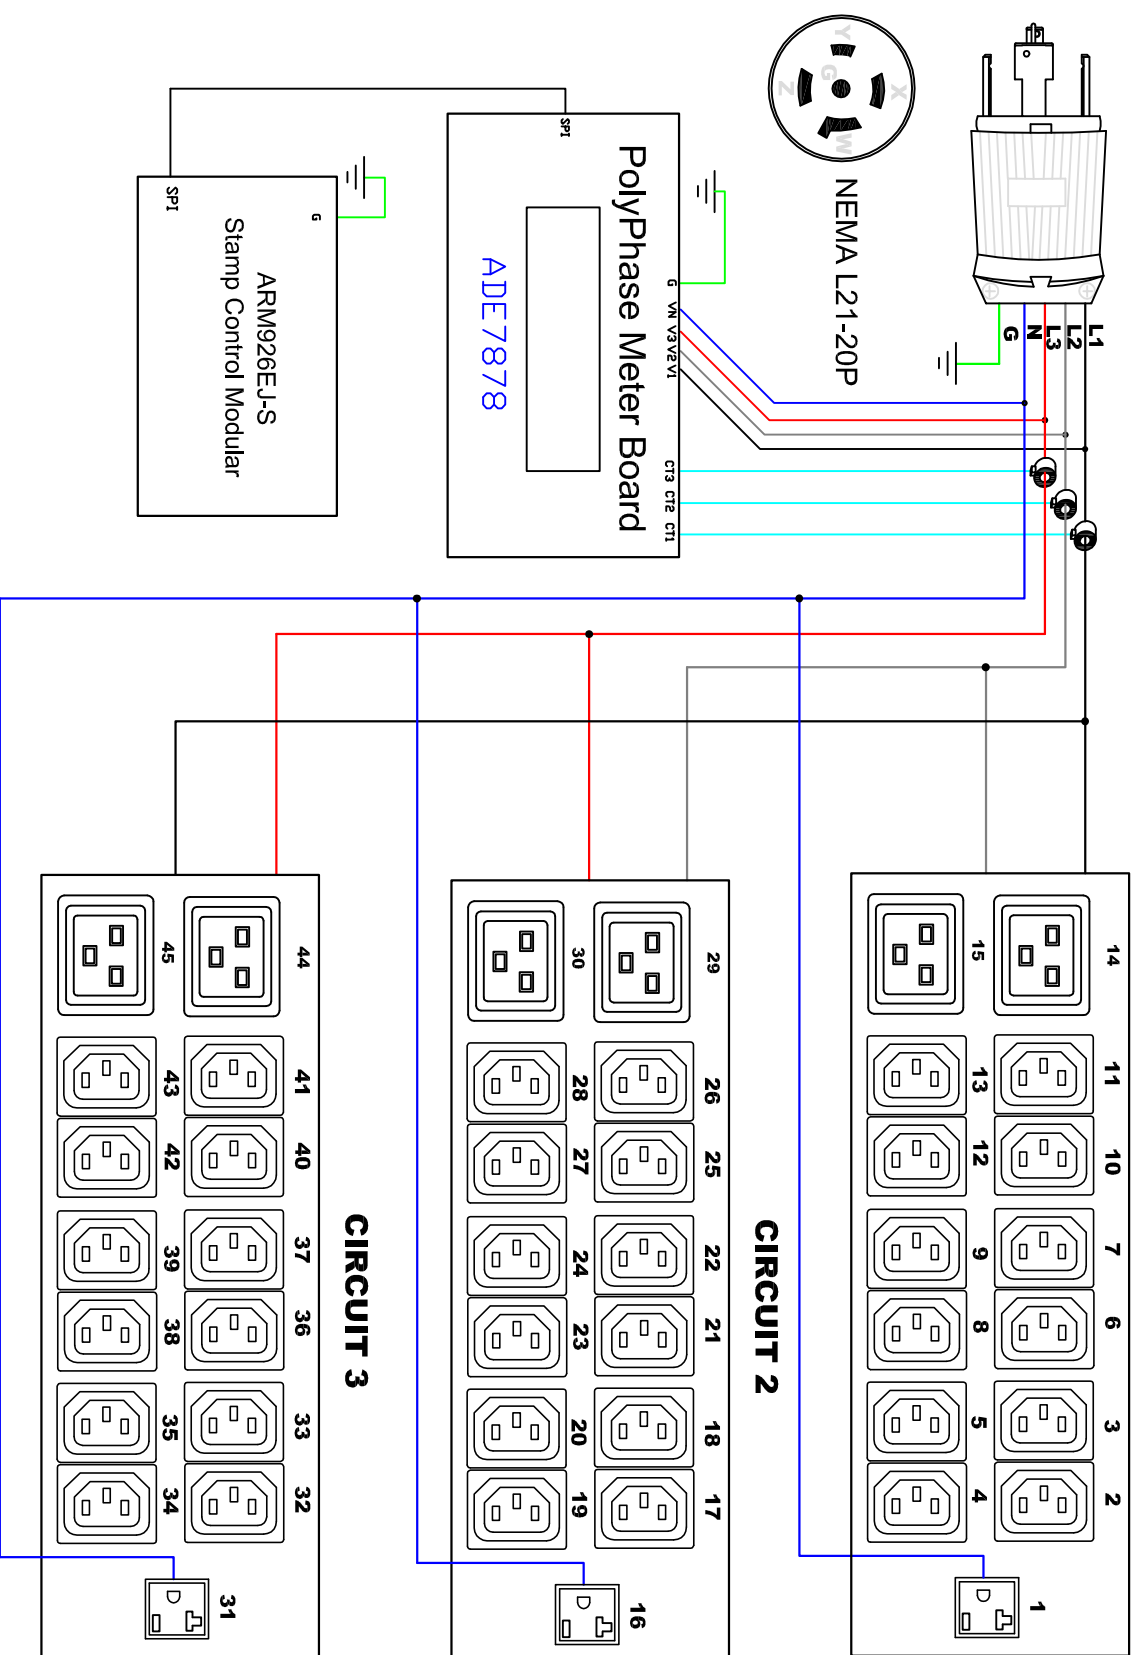 Y
X
G
Z
W
NEMA L21-20P
L1
L2
L3
N
G
SPI
PolyPhase Meter Board
ADE7878
G
VN V3 V2 V1
CT3 CT2 CT1
G
SPI
ARM926EJ-S
Stamp Control Modular
14
15
11
13
10
12
7
9
6
8
3
5
2
4
1
CIRCUIT 2
29
30
26
28
25
27
22
24
21
23
18
20
17
19
16
CIRCUIT 3
44
45
41
43
40
42
37
39
36
38
33
35
32
34
31